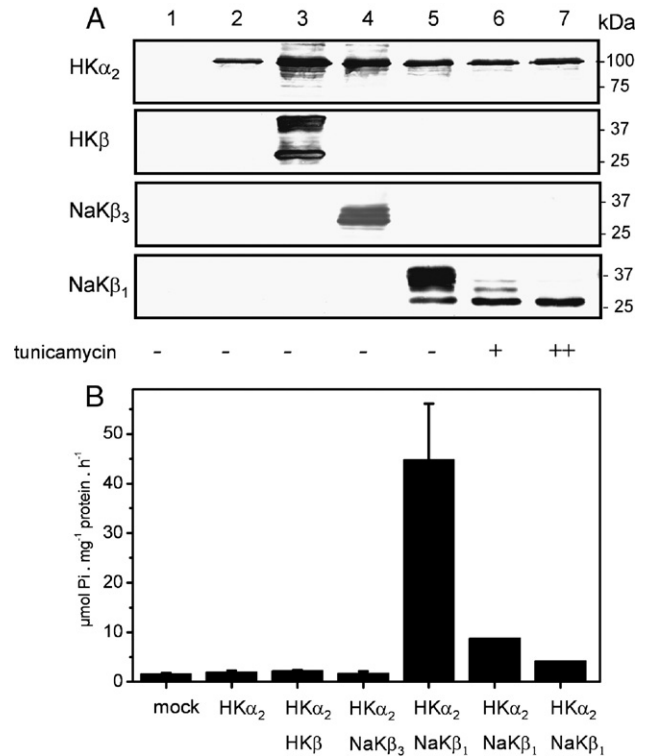 A 1 2 3 4 5 6 7 kDa
HKα₂ - 100
- 75
HKβ - 37
- 25
NaKβ₃ - 37
- 25
NaKβ₁ - 37
- 25
tunicamycin - - - - - + ++
B
μmol Pi . mg⁻¹ protein . h⁻¹
50
40
30
20
10
0
mock HKα₂ HKα₂ HKα₂ HKα₂ HKα₂ HKα₂
HKβ NaKβ₃ NaKβ₁ NaKβ₁ NaKβ₁